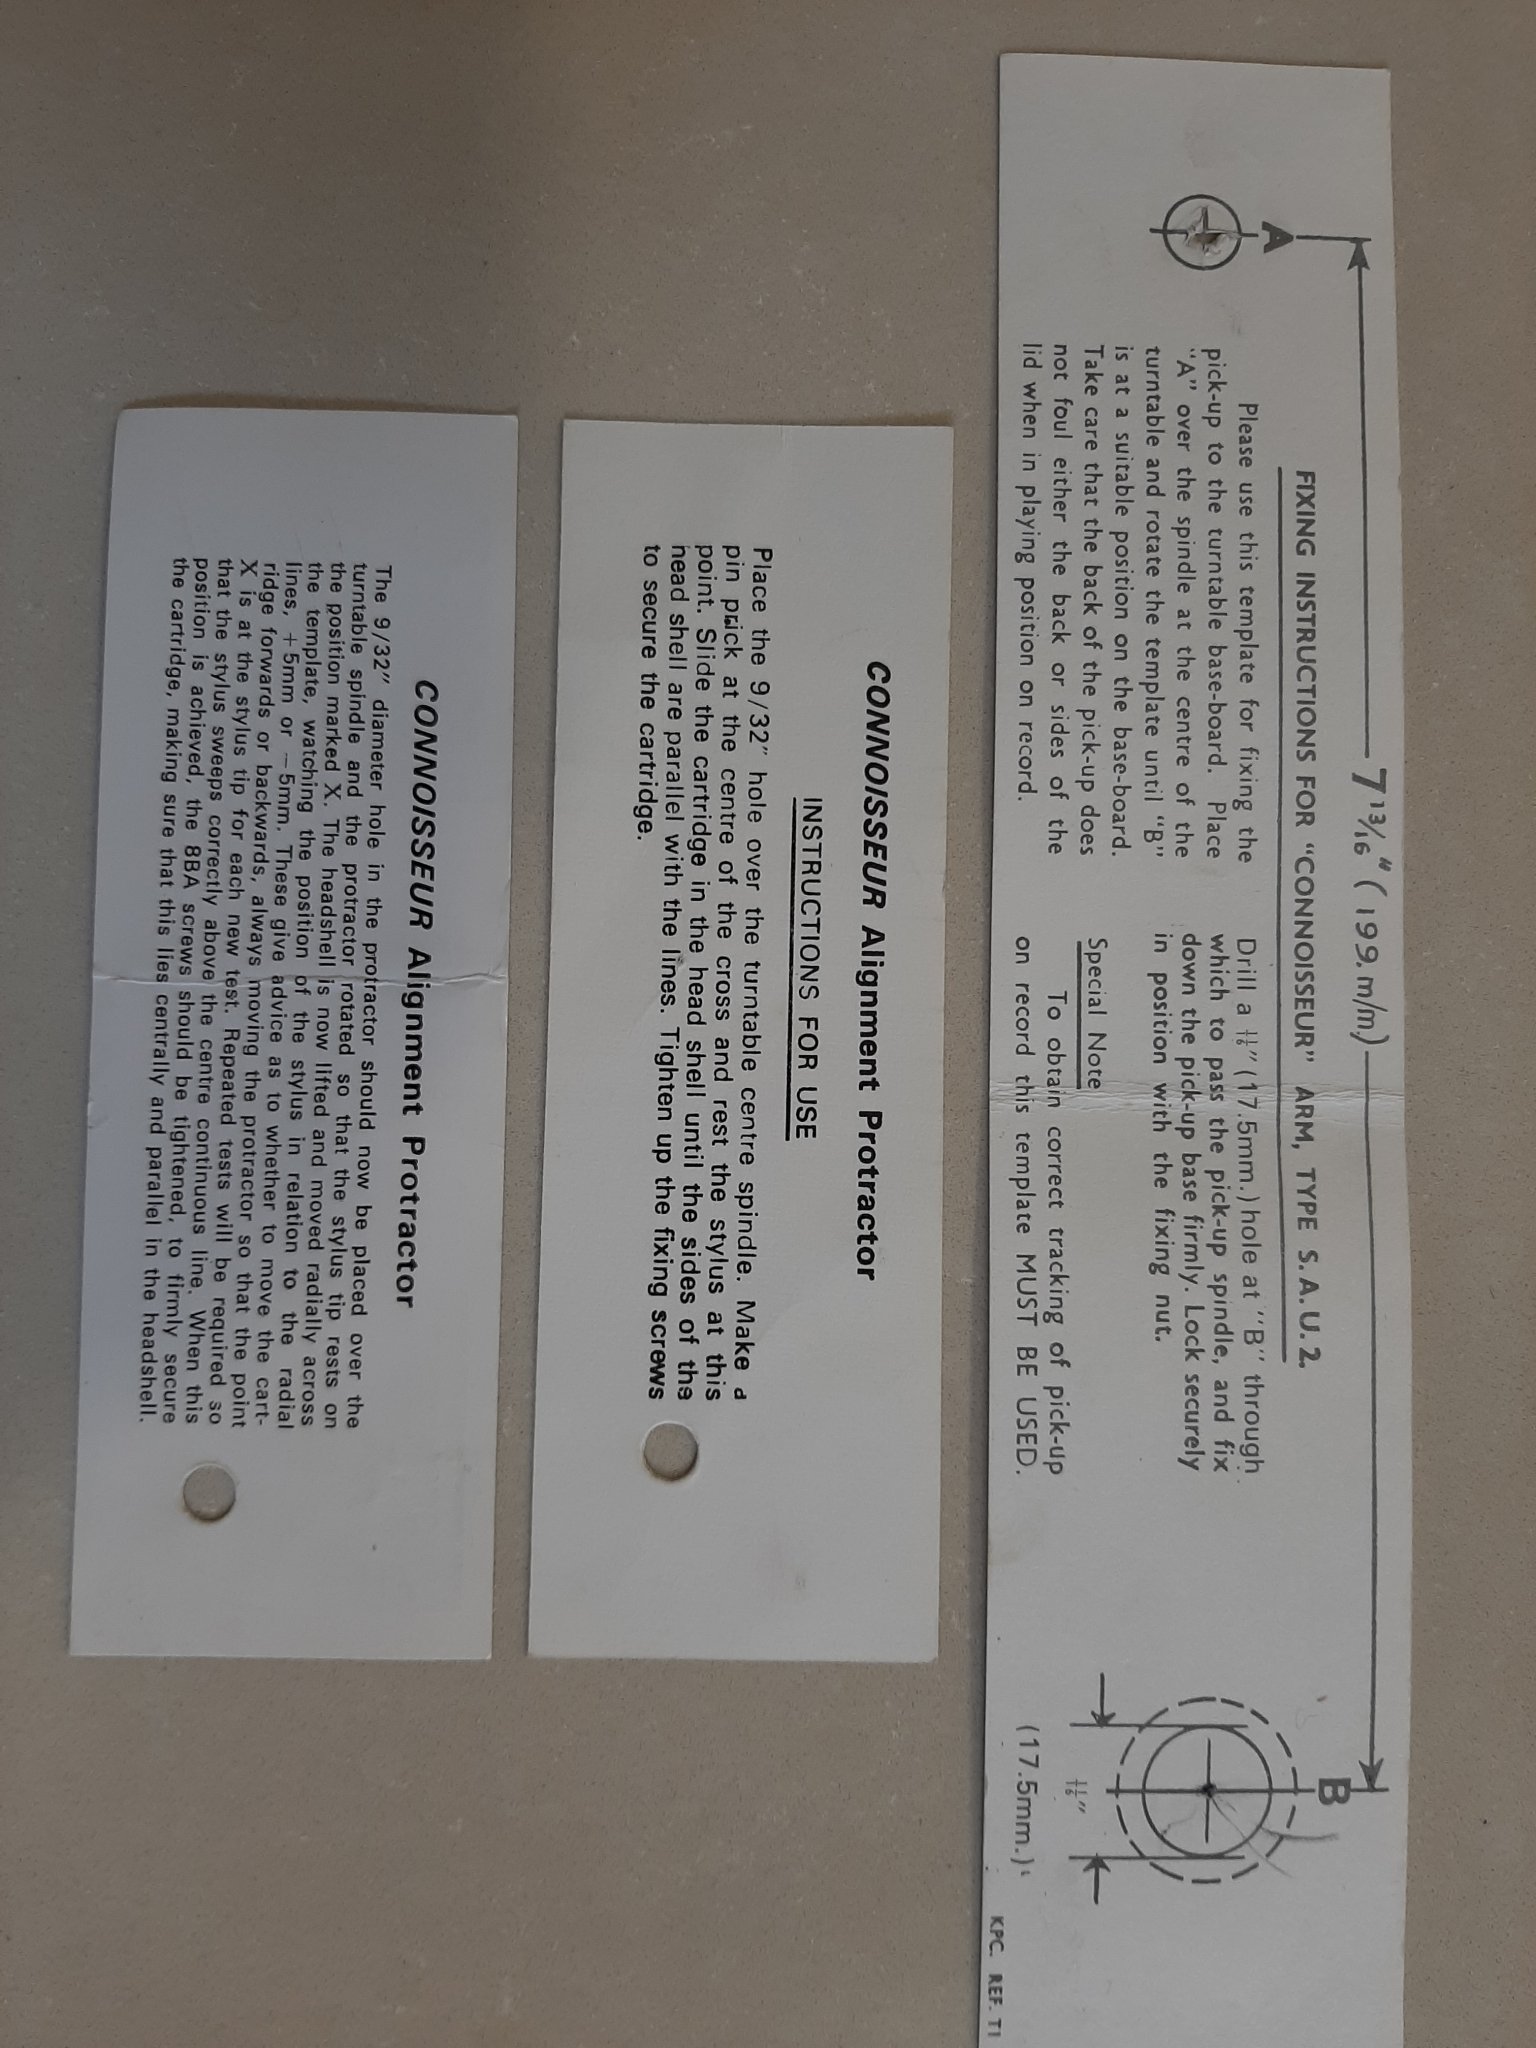 7 13/16" (199. m/m,)
A
B
FIXING INSTRUCTIONS FOR "CONNOISSEUR" ARM, TYPE S.A.U.2.
Please use this template for fixing the
pick-up to the turntable base-board. Place
"A" over the spindle at the centre of the
turntable and rotate the template until "B"
is at a suitable position on the base-board.
Take care that the back of the pick-up does
not foul either the back or sides of the
lid when in playing position on record.
Drill a 11/16" (17.5mm.) hole at "B" through
which to pass the pick-up spindle, and fix
down the pick-up base firmly. Lock securely
in position with the fixing nut.
Special Note
To obtain correct tracking of pick-up
on record this template MUST BE USED.
11/16"
(17.5mm.)
KPC. REF. T1
CONNOISSEUR Alignment Protractor
INSTRUCTIONS FOR USE
Place the 9/32" hole over the turntable centre spindle. Make a
pin prick at the centre of the cross and rest the stylus at this
point. Slide the cartridge in the head shell until the sides of the
head shell are parallel with the lines. Tighten up the fixing screws
to secure the cartridge.
CONNOISSEUR Alignment Protractor
The 9/32" diameter hole in the protractor should now be placed over the
turntable spindle and the protractor rotated so that the stylus tip rests on
the position marked X. The headshell is now lifted and moved radially across
the template, watching the position of the stylus in relation to the radial
lines, +5mm or -5mm. These give advice as to whether to move the cart-
ridge forwards or backwards, always moving the protractor so that the point
X is at the stylus tip for each new test. Repeated tests will be required so
that the stylus sweeps correctly above the centre continuous line. When this
position is achieved, the 8BA screws should be tightened, to firmly secure
the cartridge, making sure that this lies centrally and parallel in the headshell.